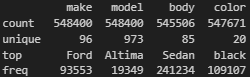 make model body color
count 548400 548400 545506 547671
unique 96 973 85 20
top Ford Altima Sedan black
freq 93553 19349 241234 109107